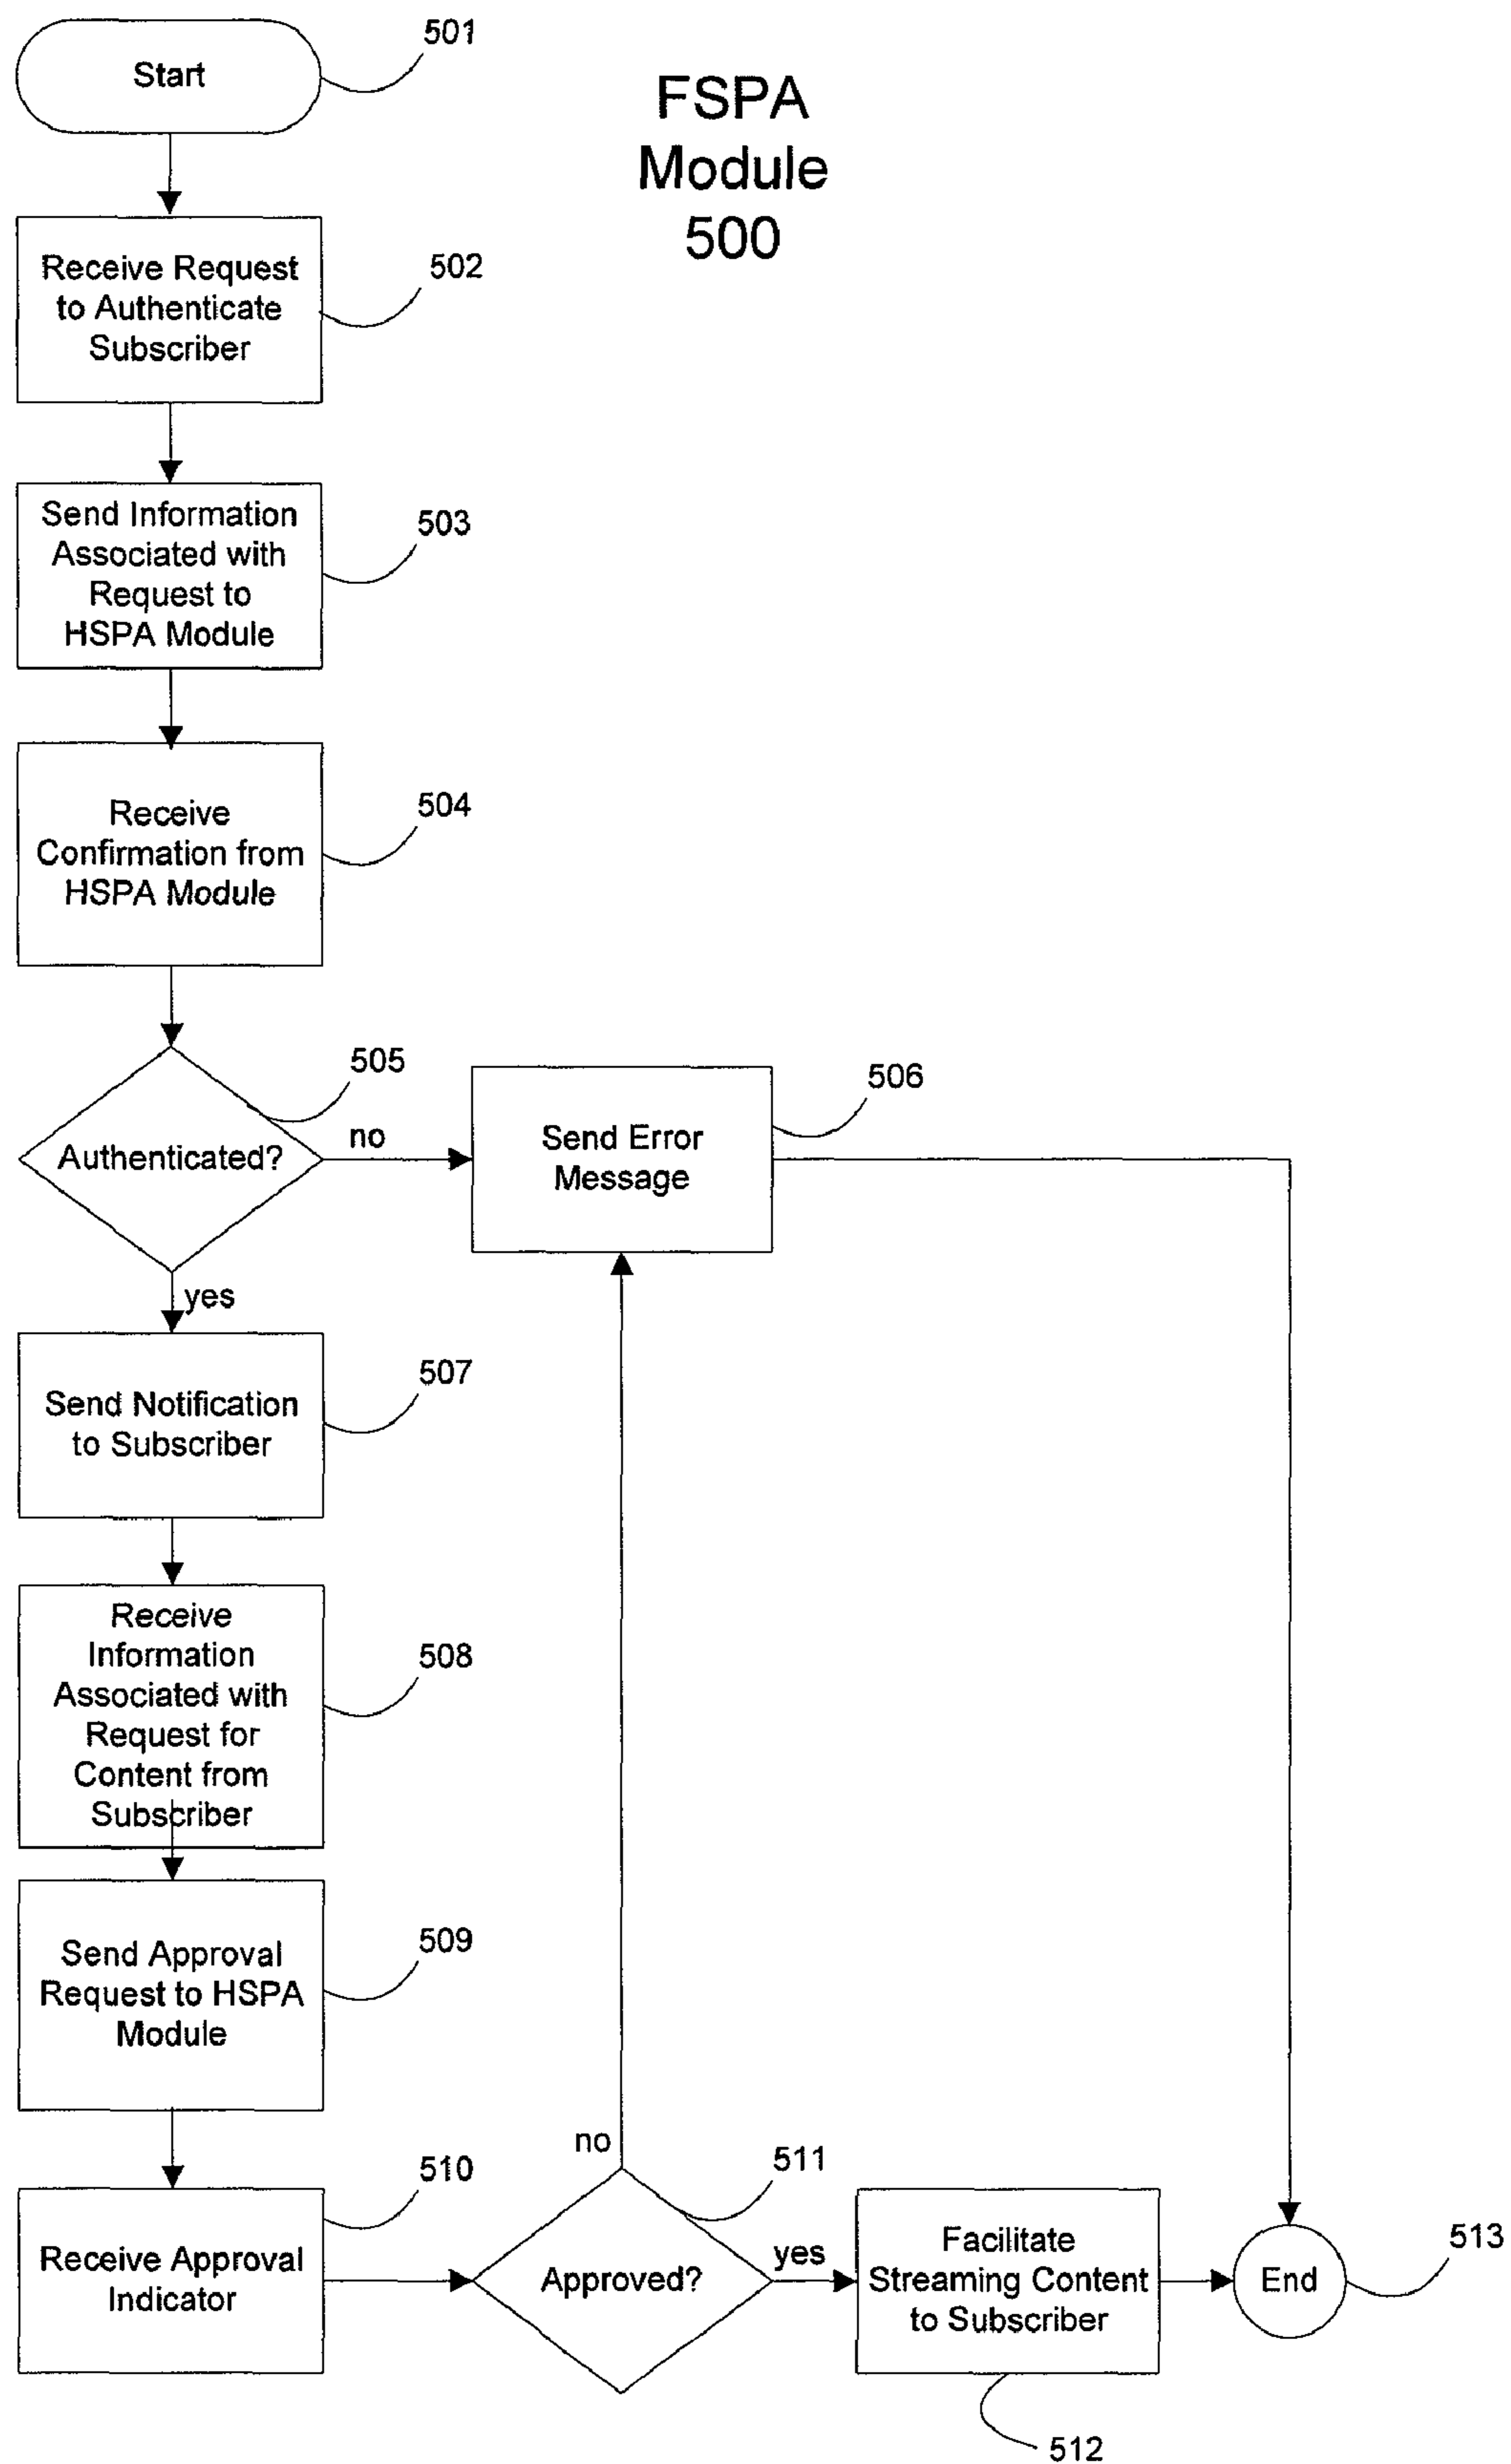 501
Start
FSPA
Module
500
Receive Request
to Authenticate
Subscriber
502
Send Information
Associated with
Request to
HSPA Module
503
Receive
Confirmation from
HSPA Module
504
505
Authenticated?
no
Send Error
Message
506
yes
Send Notification
to Subscriber
507
Receive
Information
Associated with
Request for
Content from
Subscriber
508
Send Approval
Request to HSPA
Module
509
Receive Approval
Indicator
510
no
511
Approved?
yes
Facilitate
Streaming Content
to Subscriber
512
End
513